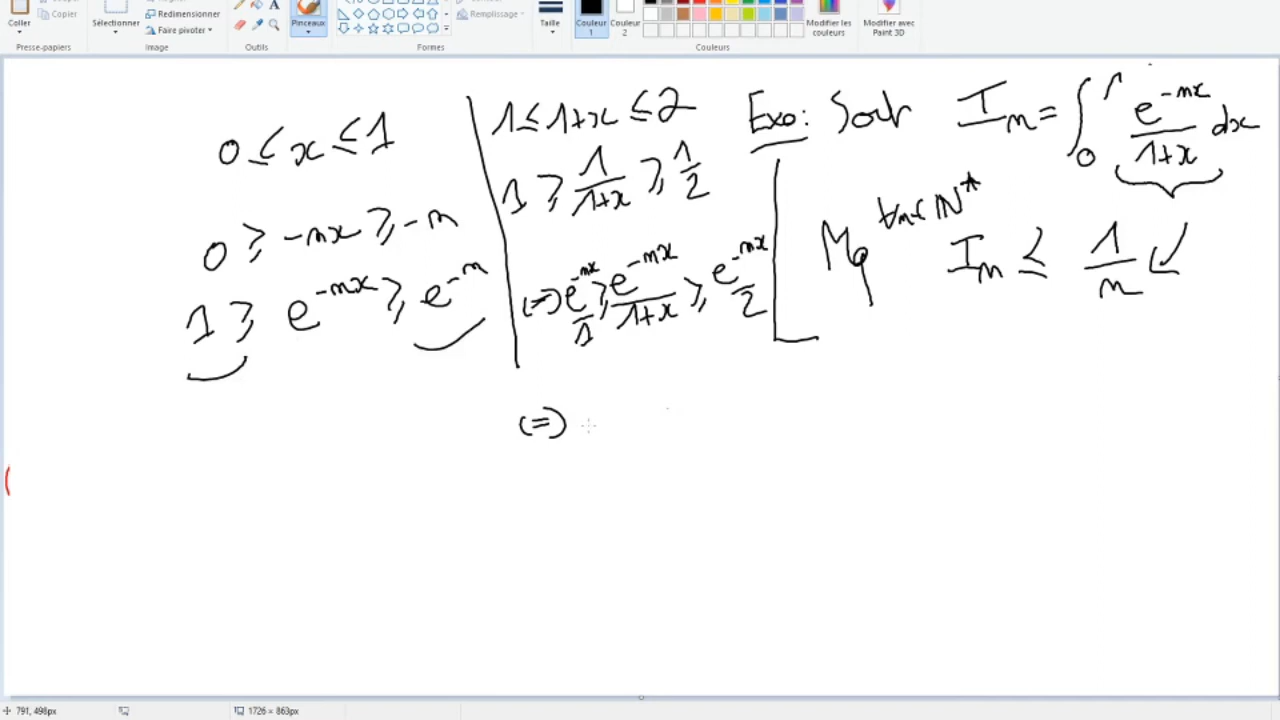 Coller
Copier
Presse-papiers
Sélectionner
Redimensionner
Faire pivoter
Image
Outils
Pinceaux
Remplissage
Formes
Taille
Couleur 1
Couleur 2
Modifier les couleurs
Couleurs
Modifier avec Paint 3D
0 ≤ x ≤ 1
0 ≥ -nx ≥ -n
1 ≥ e^{-nx} ≥ e^{-n}
1 ≤ 1+x ≤ 2
1 ≥ 1/(1+x) ≥ 1/2
(=) e^{-nx}/1 ≥ e^{-nx}/(1+x) ≥ e^{-nx}/2
(=)
Exo: Soit I_n = ∫_0^1 e^{-nx}/(1+x) dx
Mq ∀n∈ℕ* I_n ≤ 1/n
791, 498px
1726 × 863px